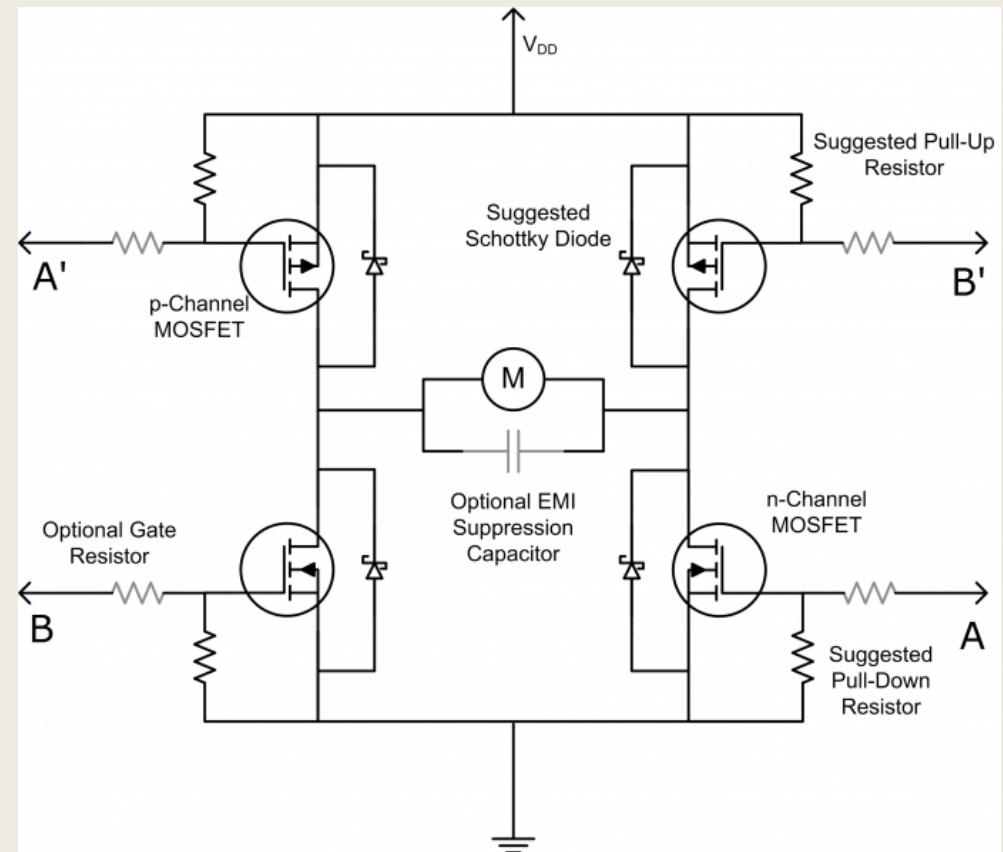 VDD
Suggested Pull-Up
Resistor
Suggested
Schottky Diode
A'
B'
p-Channel
MOSFET
M
Optional EMI
Suppression
Capacitor
n-Channel
MOSFET
Optional Gate
Resistor
B
A
Suggested
Pull-Down
Resistor